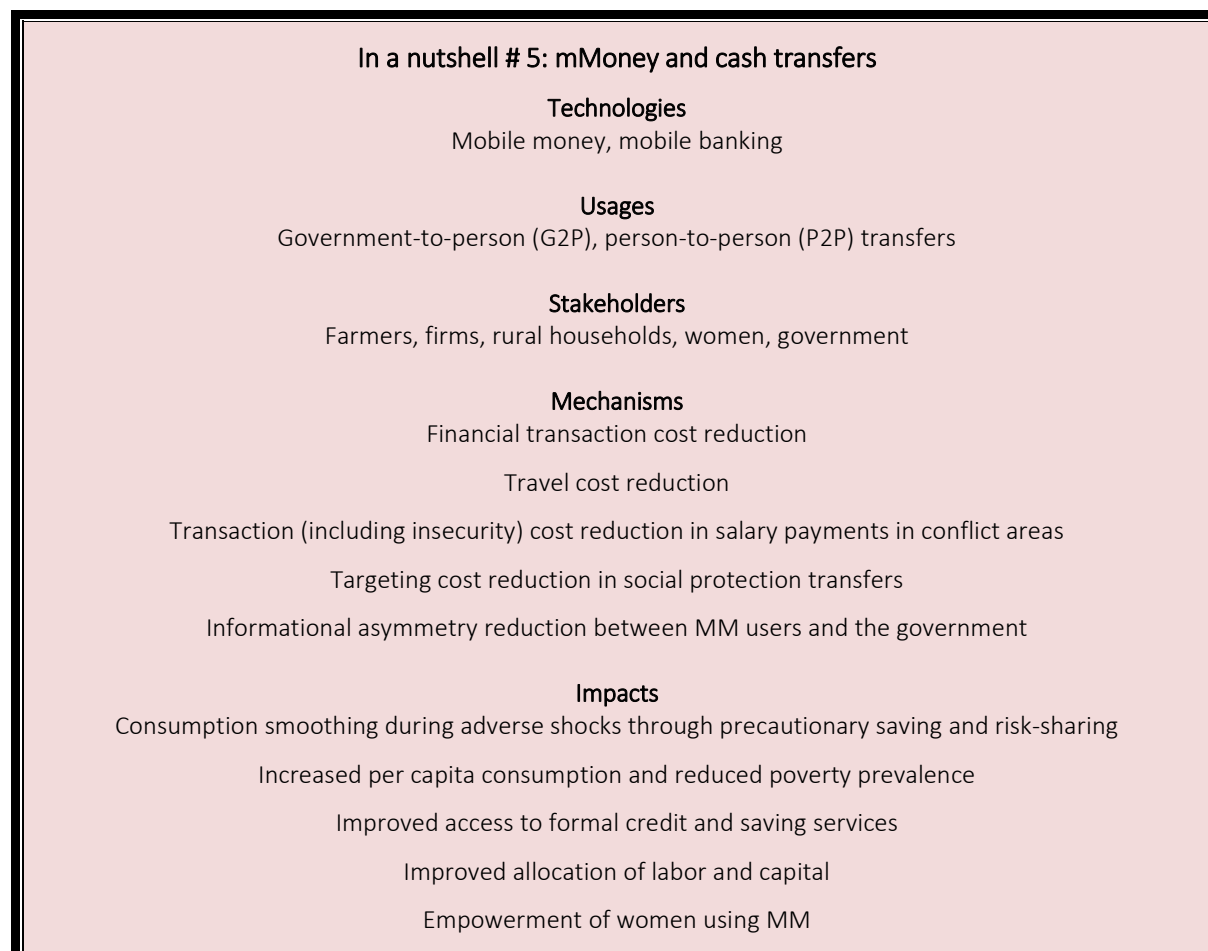 In a nutshell # 5: mMoney and cash transfers
Technologies
Mobile money, mobile banking
Usages
Government-to-person (G2P), person-to-person (P2P) transfers
Stakeholders
Farmers, firms, rural households, women, government
Mechanisms
Financial transaction cost reduction
Travel cost reduction
Transaction (including insecurity) cost reduction in salary payments in conflict areas
Targeting cost reduction in social protection transfers
Informational asymmetry reduction between MM users and the government
Impacts
Consumption smoothing during adverse shocks through precautionary saving and risk-sharing
Increased per capita consumption and reduced poverty prevalence
Improved access to formal credit and saving services
Improved allocation of labor and capital
Empowerment of women using MM